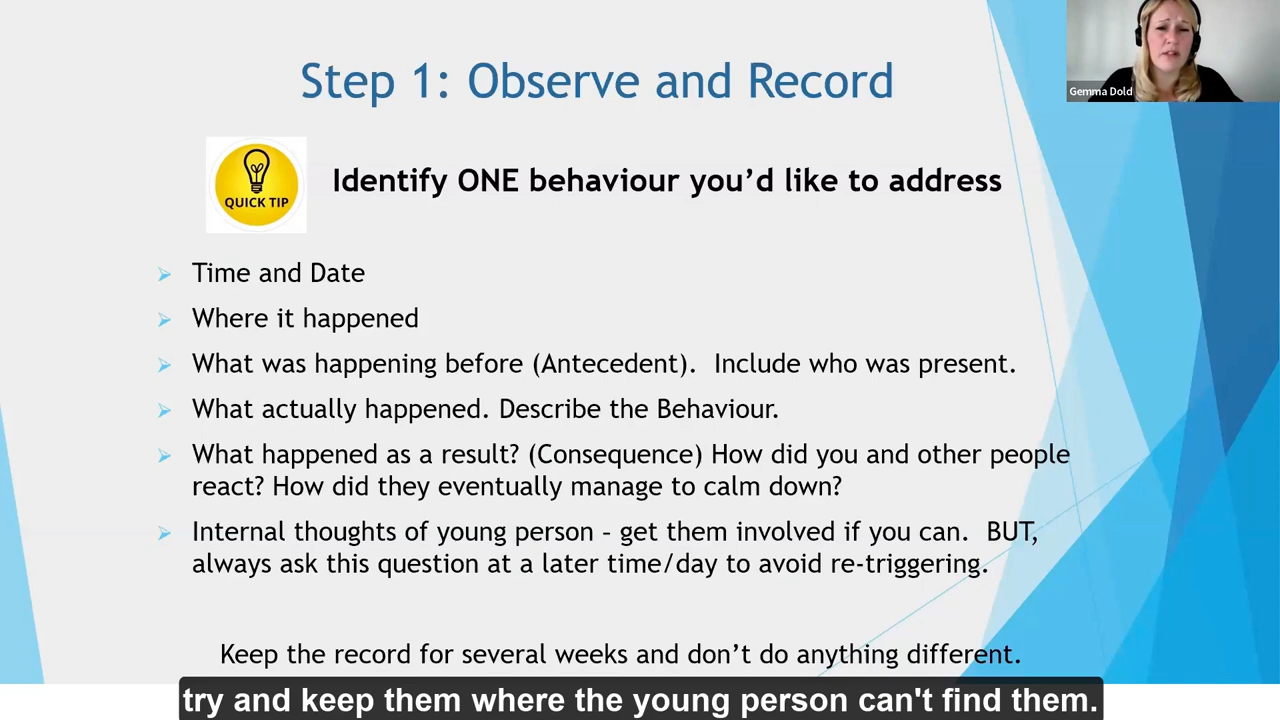 Gemma Dold
Step 1: Observe and Record
QUICK TIP
Identify ONE behaviour you'd like to address
Time and Date
Where it happened
What was happening before (Antecedent).  Include who was present.
What actually happened. Describe the Behaviour.
What happened as a result? (Consequence) How did you and other people
react? How did they eventually manage to calm down?
Internal thoughts of young person – get them involved if you can.  BUT,
always ask this question at a later time/day to avoid re-triggering.
Keep the record for several weeks and don't do anything different.
try and keep them where the young person can't find them.